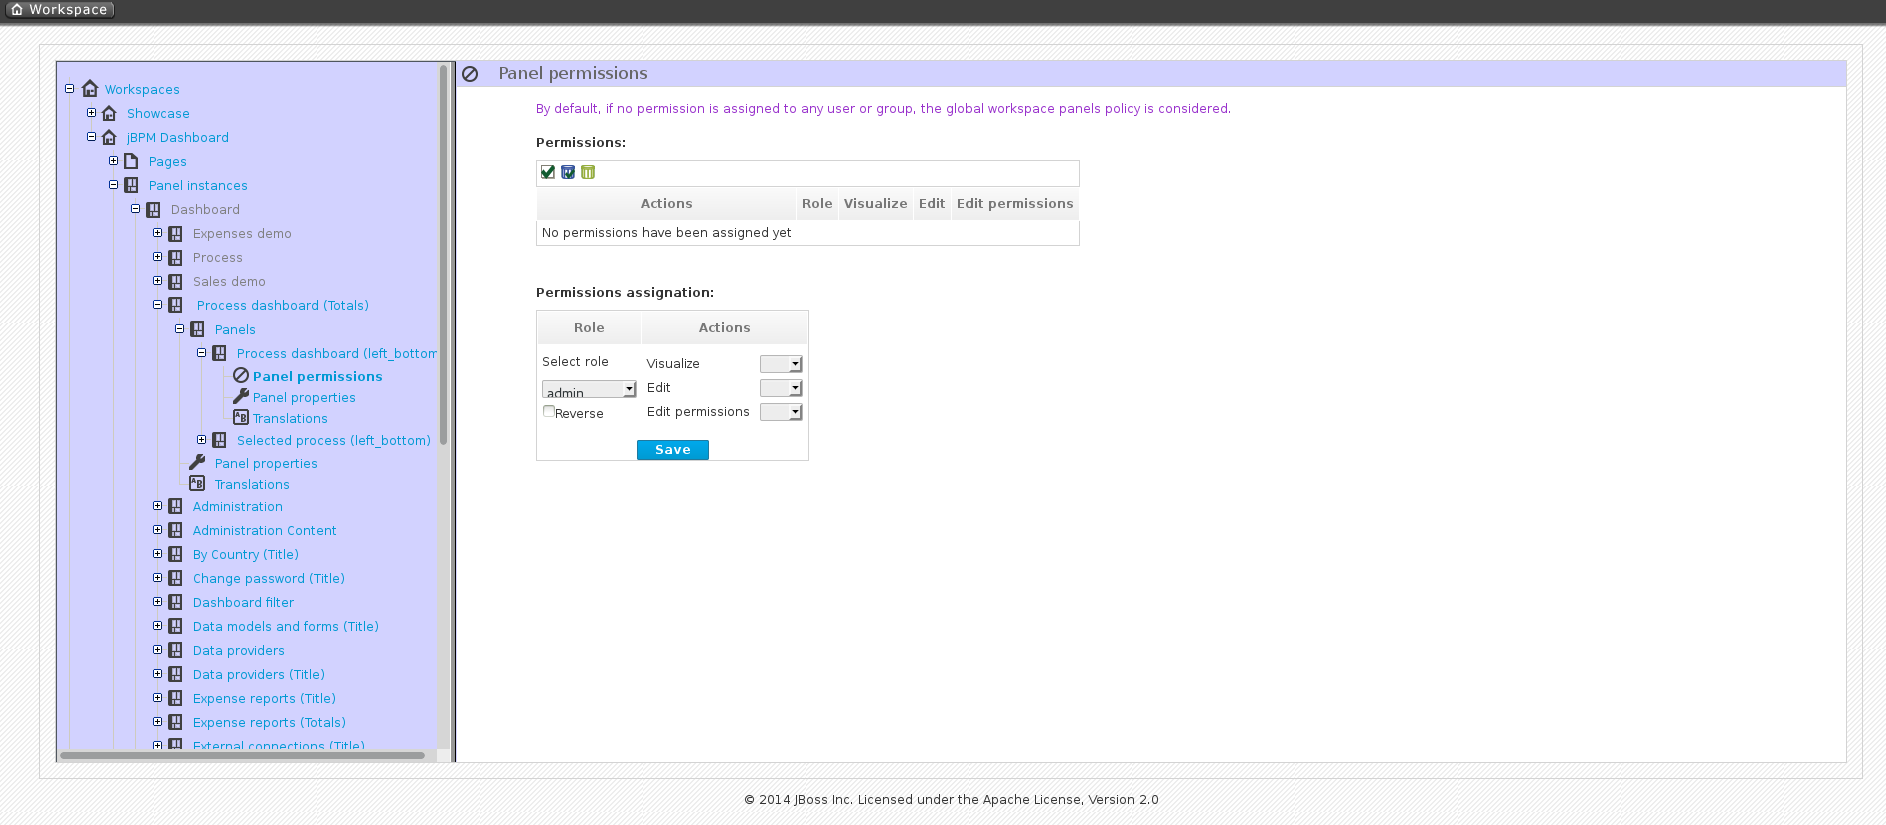 Workspace
Workspaces
Showcase
jBPM Dashboard
Pages
Panel instances
Dashboard
Expenses demo
Process
Sales demo
Process dashboard (Totals)
Panels
Process dashboard (left_bottom
Panel permissions
Panel properties
Translations
Selected process (left_bottom)
Panel properties
Translations
Administration
Administration Content
By Country (Title)
Change password (Title)
Dashboard filter
Data models and forms (Title)
Data providers
Data providers (Title)
Expense reports (Title)
Expense reports (Totals)
External connections (Title)
Panel permissions
By default, if no permission is assigned to any user or group, the global workspace panels policy is considered.
Permissions:
Actions Role Visualize Edit Edit permissions
No permissions have been assigned yet
Permissions assignation:
Role Actions
Select role
admin
Reverse
Visualize
Edit
Edit permissions
Save
© 2014 JBoss Inc. Licensed under the Apache License, Version 2.0